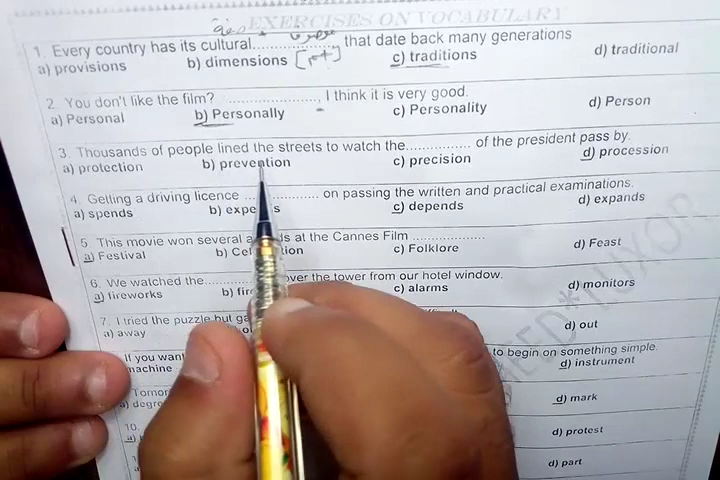 EXERCISES ON VOCABULARY
1. Every country has its cultural.................. that date back many generations
a) provisions b) dimensions c) traditions d) traditional
2. You don't like the film? ..................., I think it is very good.
a) Personal b) Personally c) Personality d) Person
3. Thousands of people lined the streets to watch the............... of the president pass by.
a) protection b) prevention c) precision d) procession
4. Getting a driving licence .................. on passing the written and practical examinations.
a) spends b) c) depends d) expands
5 This movie won several at the Cannes Film ..................
a) Festival b) c) Folklore d) Feast
6. We watched the.......... over the tower from our hotel window.
a) fireworks b) c) alarms d) monitors
7. I tried the puzzle but
a) away d) out
If you to begin on something simple.
machine d) instrument
d) mark
10.
a) d) protest
d) part